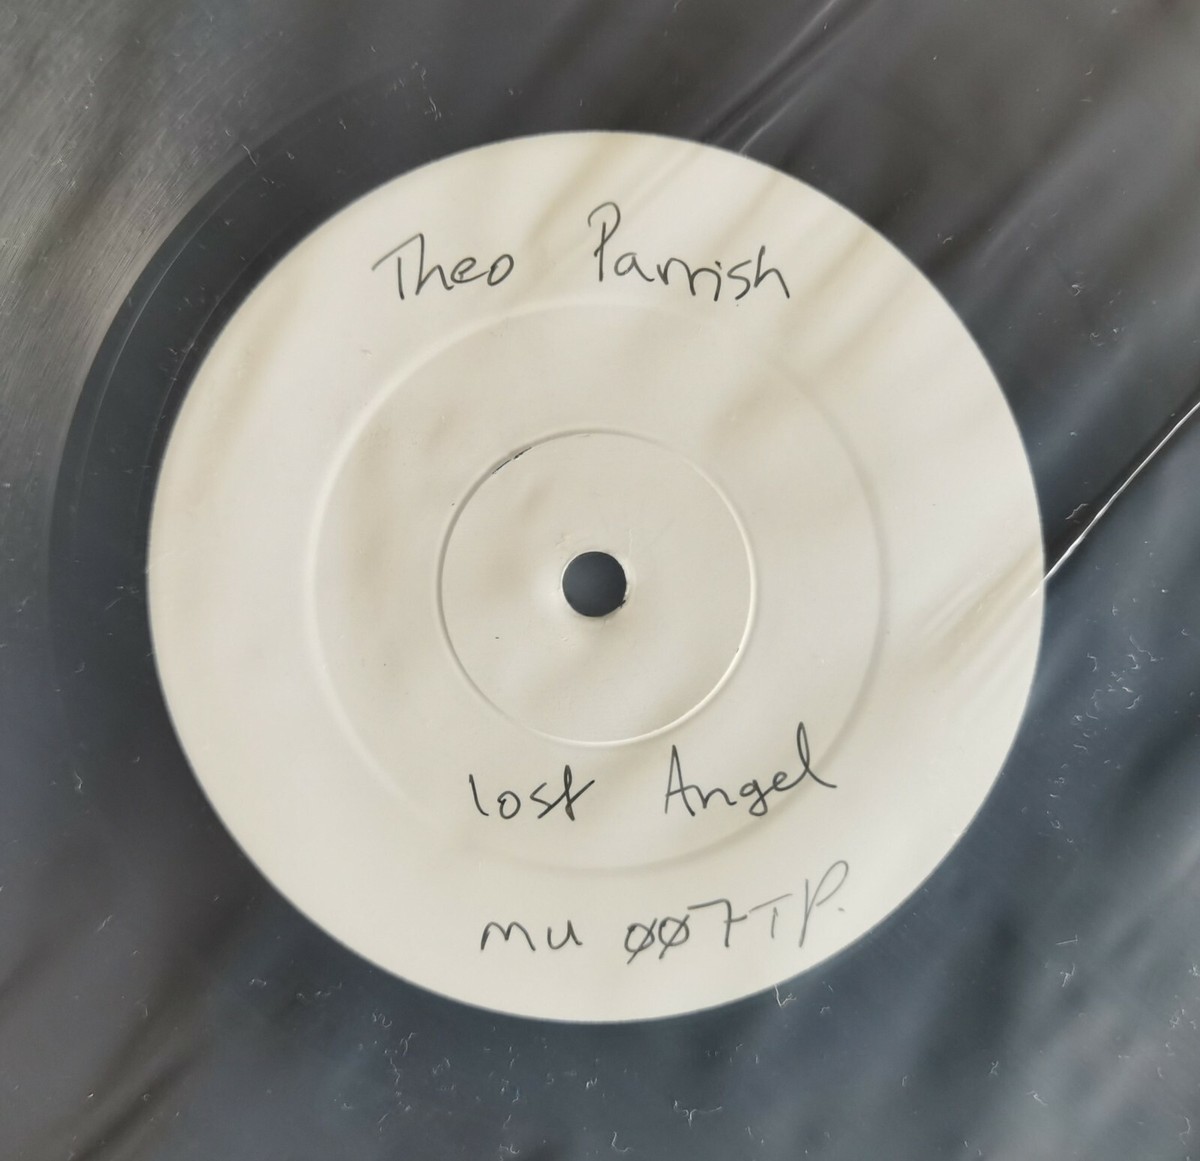 Theo Parrish
lost Angel
mu øø7TP.